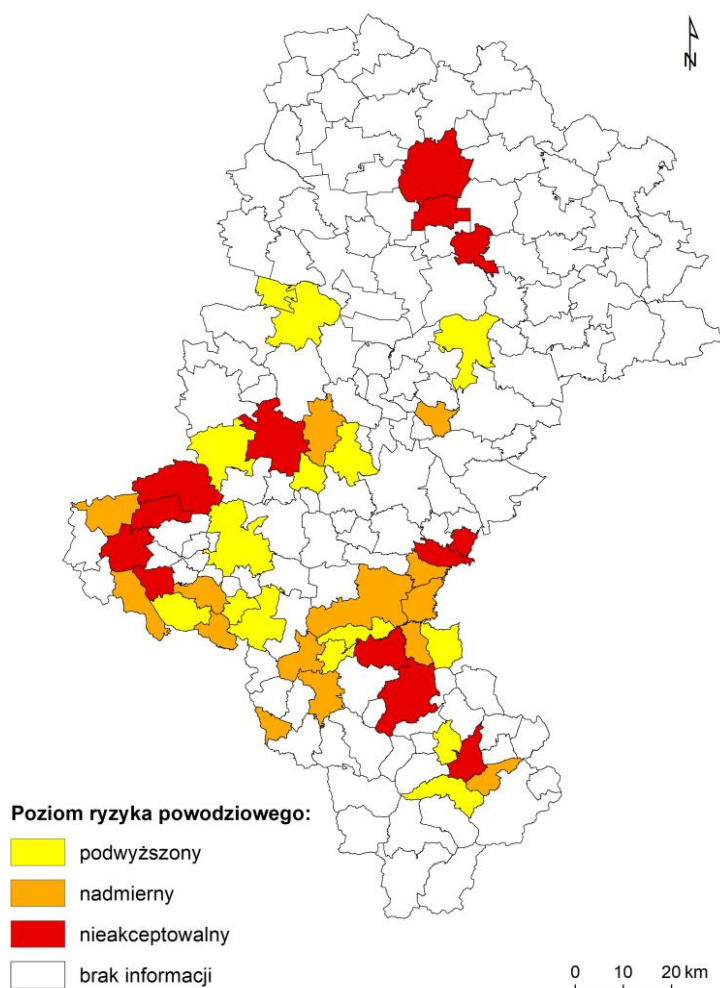 N
Poziom ryzyka powodziowego:
podwyższony
nadmierny
nieakceptowalny
brak informacji
0 10 20 km